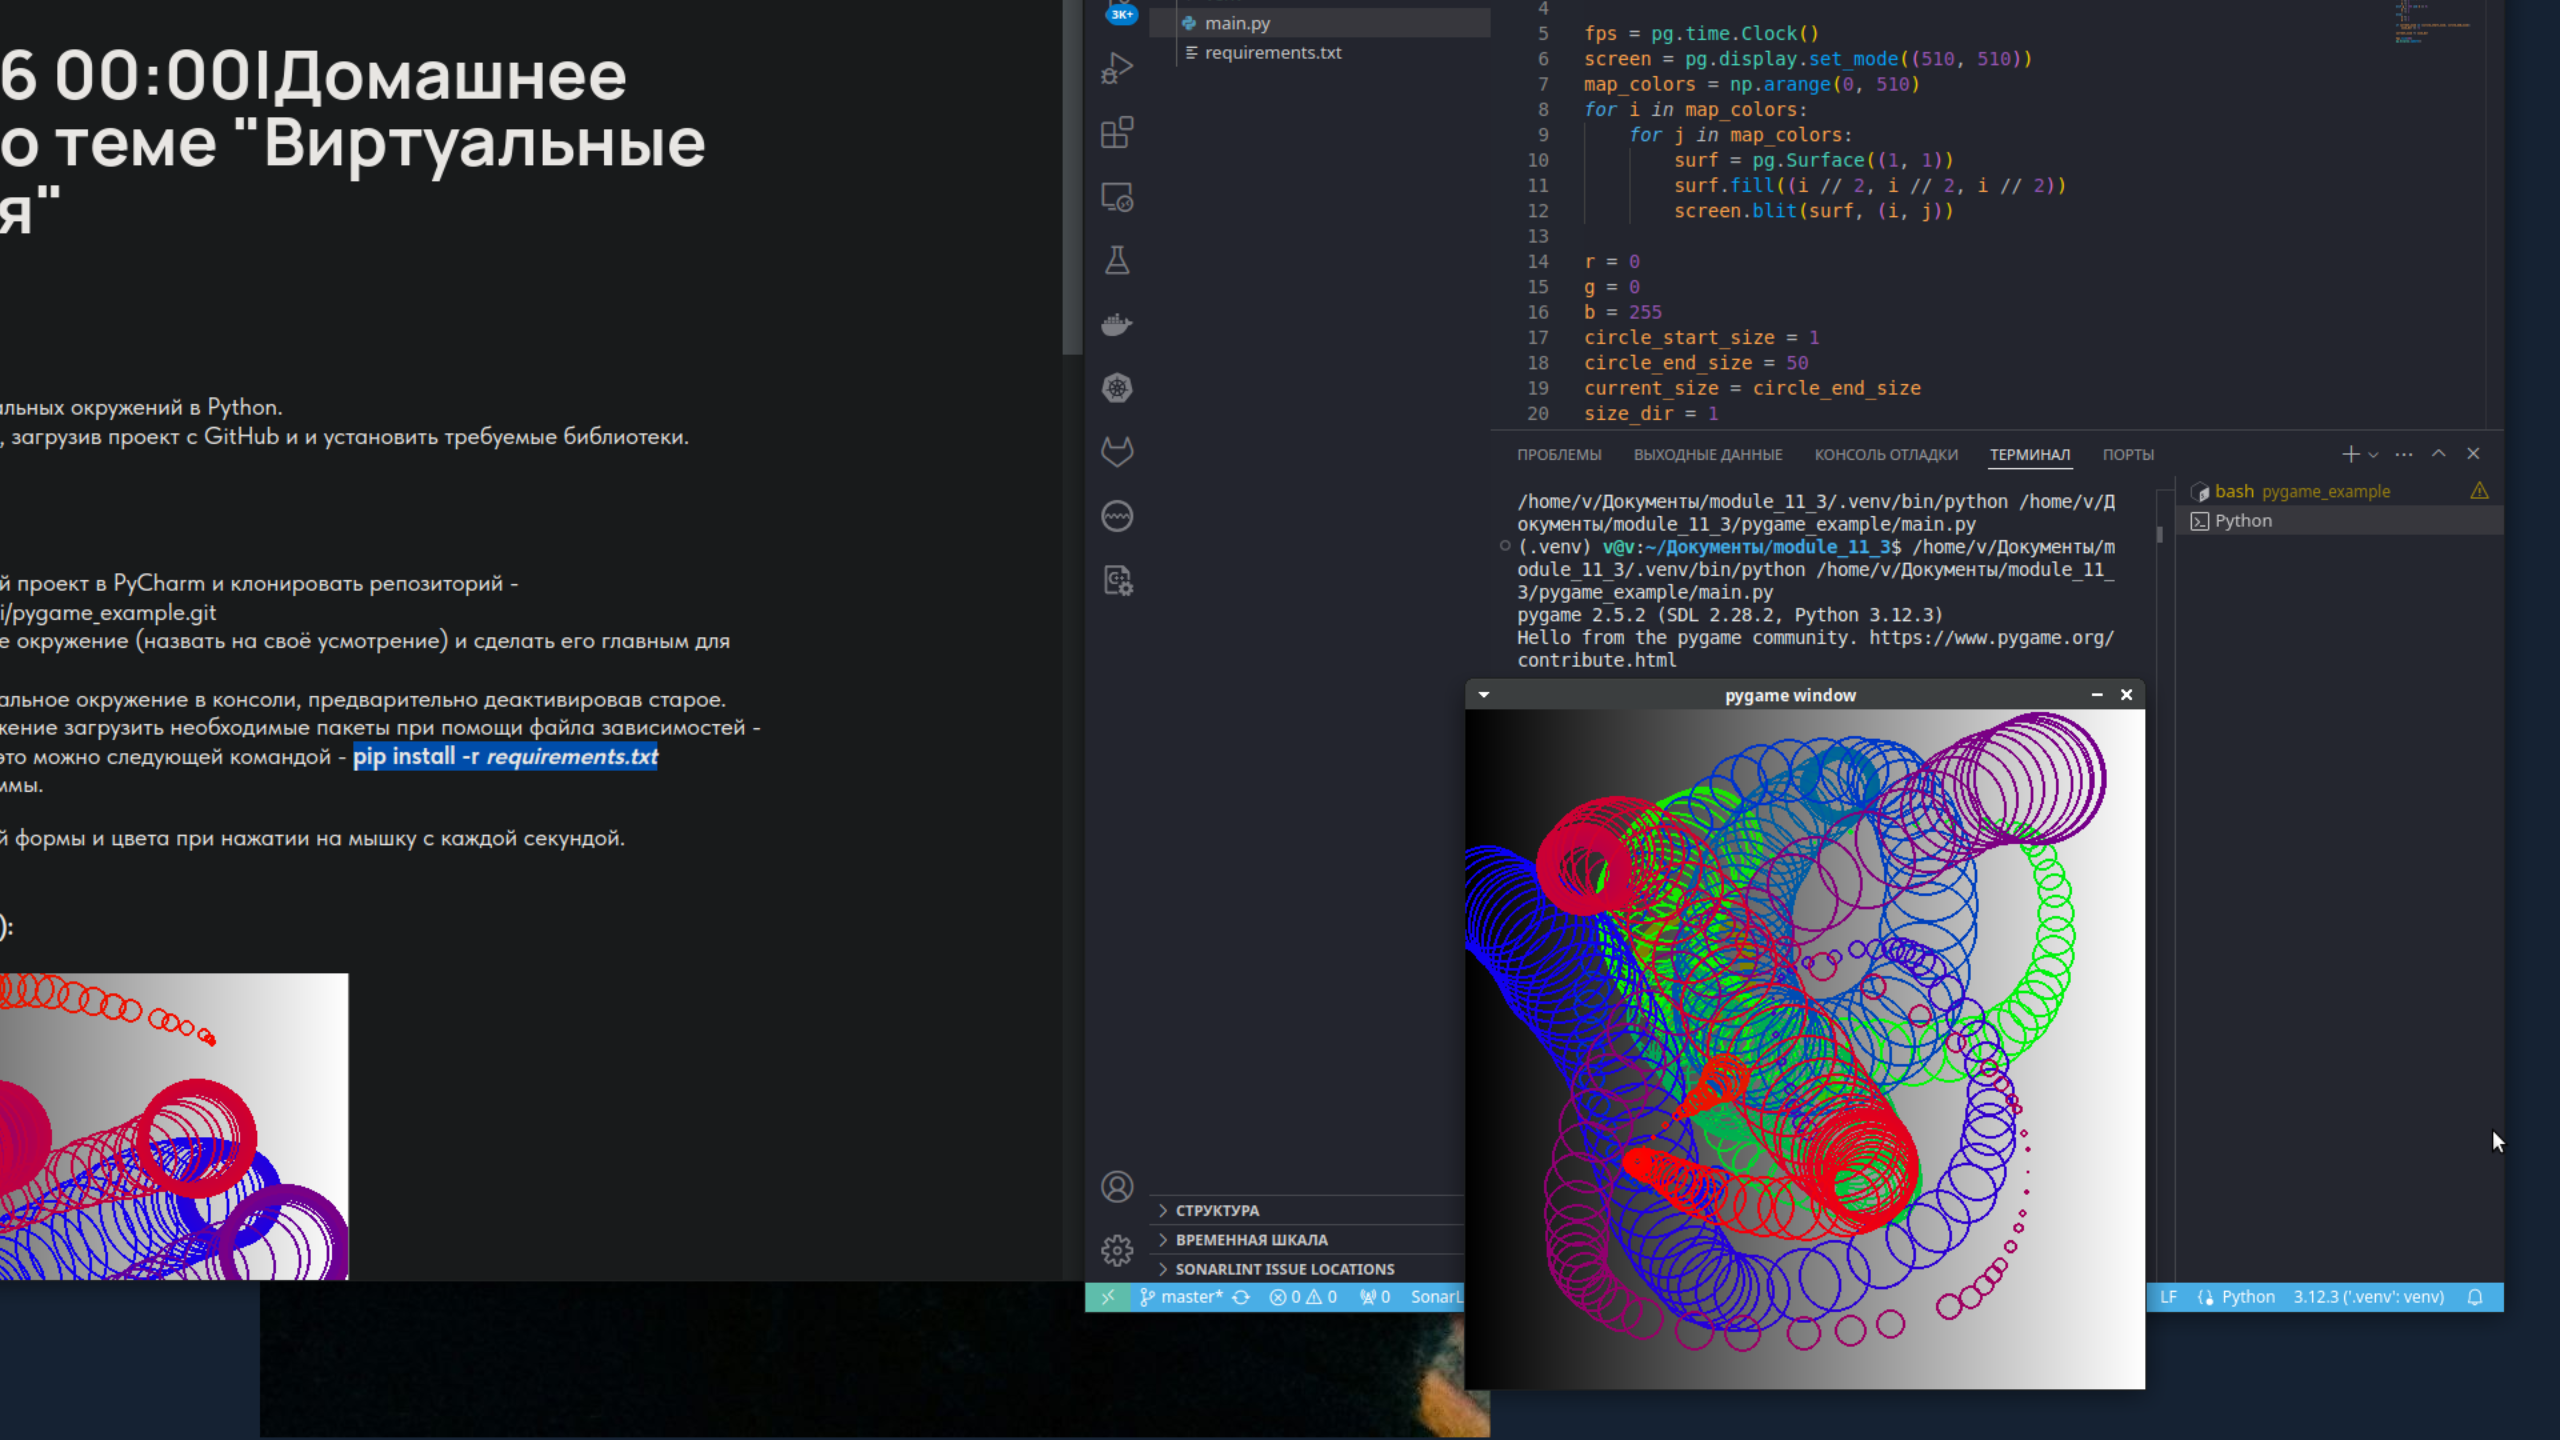 6 00:00|Домашнее
о теме "Виртуальные
я"
альных окружений в Python.
, загрузив проект с GitHub и и установить требуемые библиотеки.
й проект в PyCharm и клонировать репозиторий -
i/pygame_example.git
е окружение (назвать на своё усмотрение) и сделать его главным для
альное окружение в консоли, предварительно деактивировав старое.
жение загрузить необходимые пакеты при помощи файла зависимостей -
это можно следующей командой - pip install -r requirements.txt
ммы.
й формы и цвета при нажатии на мышку с каждой секундой.
):
3K+
main.py
requirements.txt
4
5 fps = pg.time.Clock()
6 screen = pg.display.set_mode((510, 510))
7 map_colors = np.arange(0, 510)
8 for i in map_colors:
9 for j in map_colors:
10 surf = pg.Surface((1, 1))
11 surf.fill((i // 2, i // 2, i // 2))
12 screen.blit(surf, (i, j))
13
14 r = 0
15 g = 0
16 b = 255
17 circle_start_size = 1
18 circle_end_size = 50
19 current_size = circle_end_size
20 size_dir = 1
ПРОБЛЕМЫ ВЫХОДНЫЕ ДАННЫЕ КОНСОЛЬ ОТЛАДКИ ТЕРМИНАЛ ПОРТЫ
/home/v/Документы/module_11_3/.venv/bin/python /home/v/Д
окументы/module_11_3/pygame_example/main.py
(.venv) v@v:~/Документы/module_11_3$ /home/v/Документы/m
odule_11_3/.venv/bin/python /home/v/Документы/module_11_
3/pygame_example/main.py
pygame 2.5.2 (SDL 2.28.2, Python 3.12.3)
Hello from the pygame community. https://www.pygame.org/
contribute.html
bash pygame_example
Python
pygame window
СТРУКТУРА
ВРЕМЕННАЯ ШКАЛА
SONARLINT ISSUE LOCATIONS
master* 0 0 0 SonarL
LF Python 3.12.3 ('.venv': venv)